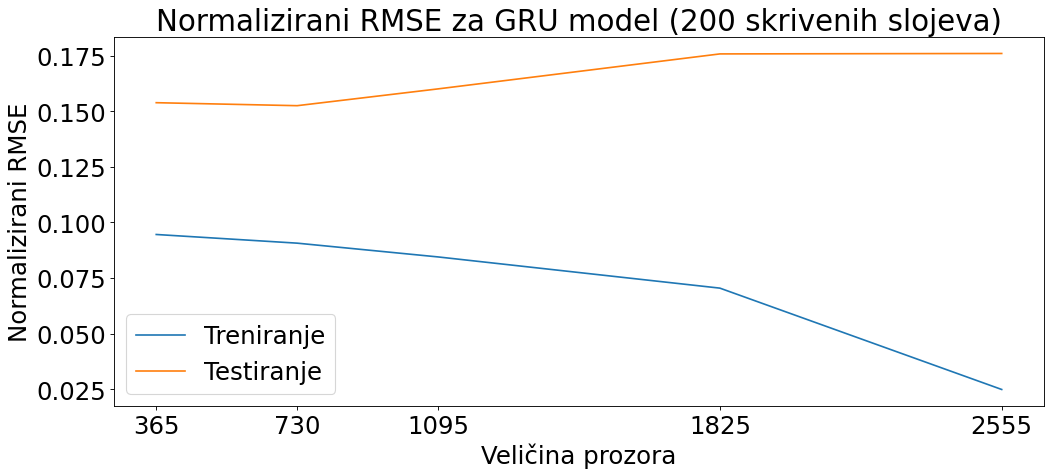 Normalizirani RMSE za GRU model (200 skrivenih slojeva)
Normalizirani RMSE
0.175
0.150
0.125
0.100
0.075
0.050
0.025
Treniranje
Testiranje
365 730 1095 1825 2555
Veličina prozora